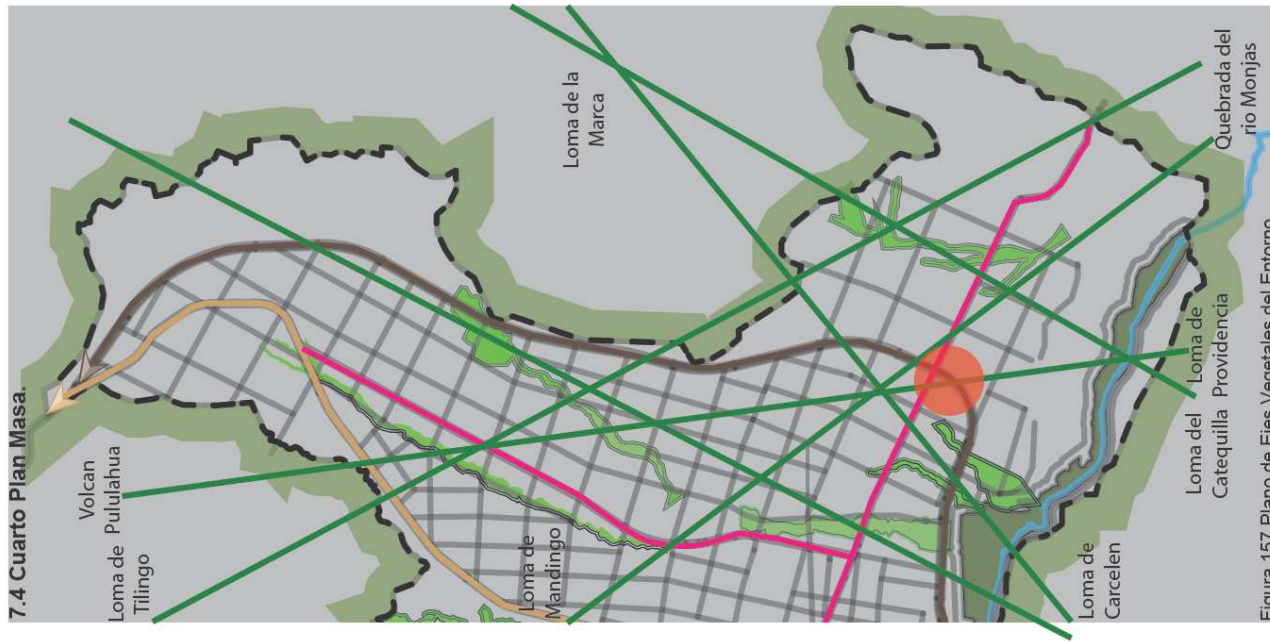 7.4 Cuarto Plan Masa.
Volcan
Pululahua
Loma de
Tilingo
Loma de la
Marca
Loma de
Mandingo
Quebrada del
rio Monjas
Loma de
Providencia
Loma del
Catequilla
Loma de
Carcelen
Figura 157 Plano de Ejes Vegetales del Entorno